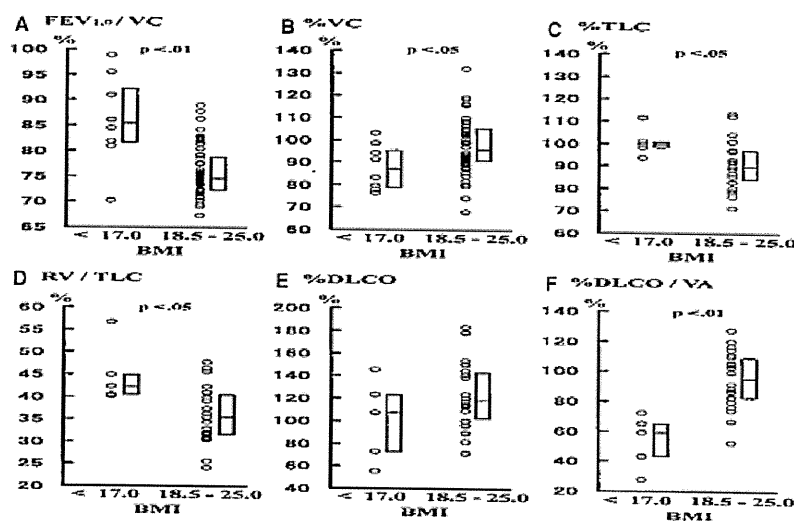 A FEV1.0 / VC
%
p <.01
100
95
90
85
80
75
70
65
< 17.0 18.5 - 25.0
BMI
B %VC
%
p <.05
140
130
120
110
100
90
80
70
60
< 17.0 18.5 - 25.0
BMI
C %TLC
%
p <.05
140
130
120
110
100
90
80
70
60
< 17.0 18.5 - 25.0
BMI
D RV / TLC
%
p <.05
60
55
50
45
40
35
30
25
20
< 17.0 18.5 - 25.0
BMI
E %DLCO
%
200
180
160
140
120
100
80
60
40
< 17.0 18.5 - 25.0
BMI
F %DLCO / VA
%
p <.01
140
120
100
80
60
40
20
< 17.0 18.5 - 25.0
BMI